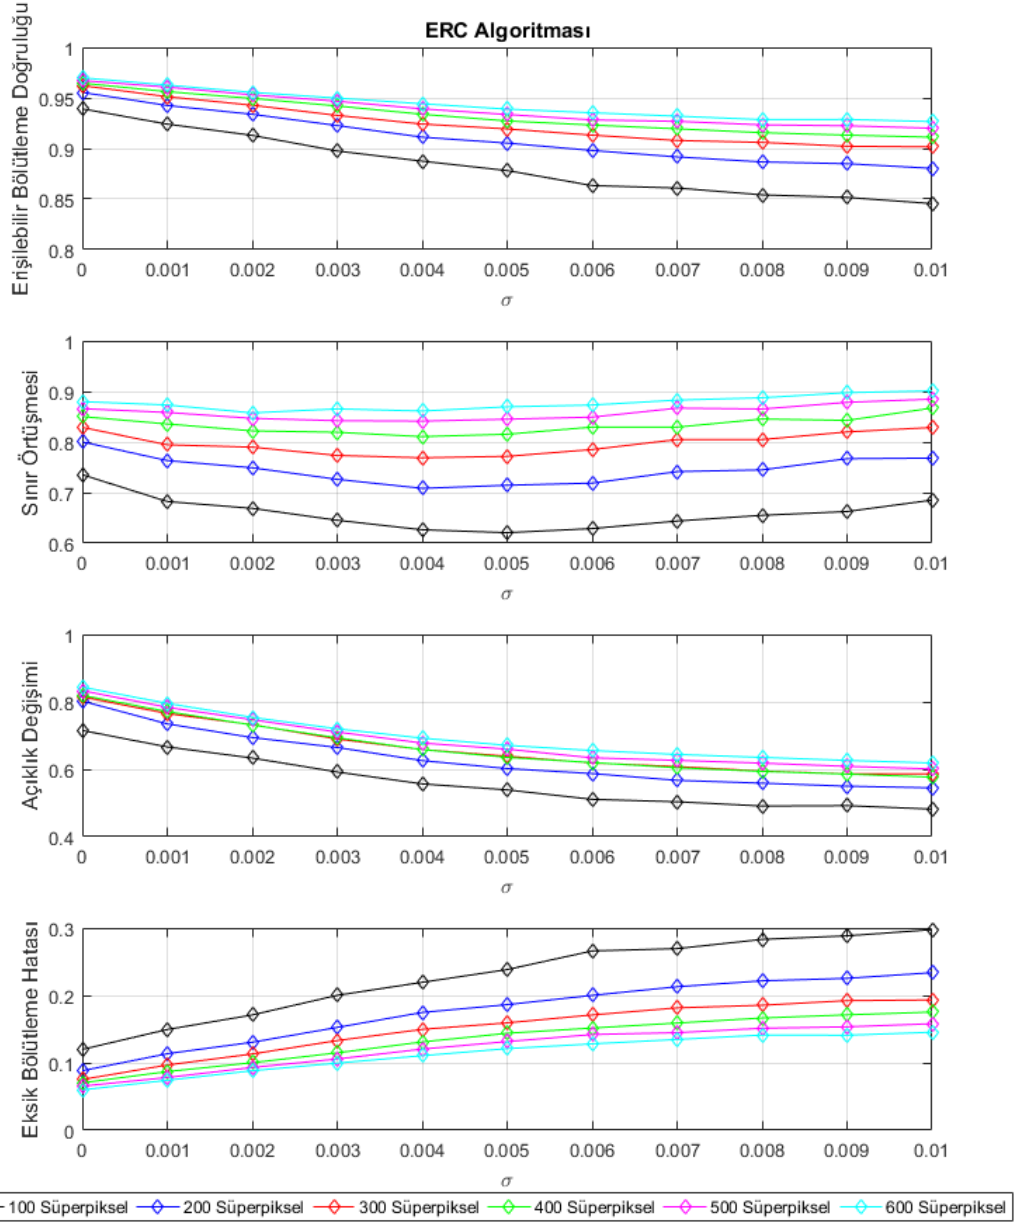 ERC Algoritması
Erişilebilir Bölütleme Doğruluğu
1
0.95
0.9
0.85
0.8
0 0.001 0.002 0.003 0.004 0.005 0.006 0.007 0.008 0.009 0.01
σ
Sınır Örtüşmesi
1
0.9
0.8
0.7
0.6
0 0.001 0.002 0.003 0.004 0.005 0.006 0.007 0.008 0.009 0.01
σ
Açıklık Değişimi
1
0.8
0.6
0.4
0 0.001 0.002 0.003 0.004 0.005 0.006 0.007 0.008 0.009 0.01
σ
Eksik Bölütleme Hatası
0.3
0.2
0.1
0
0 0.001 0.002 0.003 0.004 0.005 0.006 0.007 0.008 0.009 0.01
σ
100 Süperpiksel 200 Süperpiksel 300 Süperpiksel 400 Süperpiksel 500 Süperpiksel 600 Süperpiksel